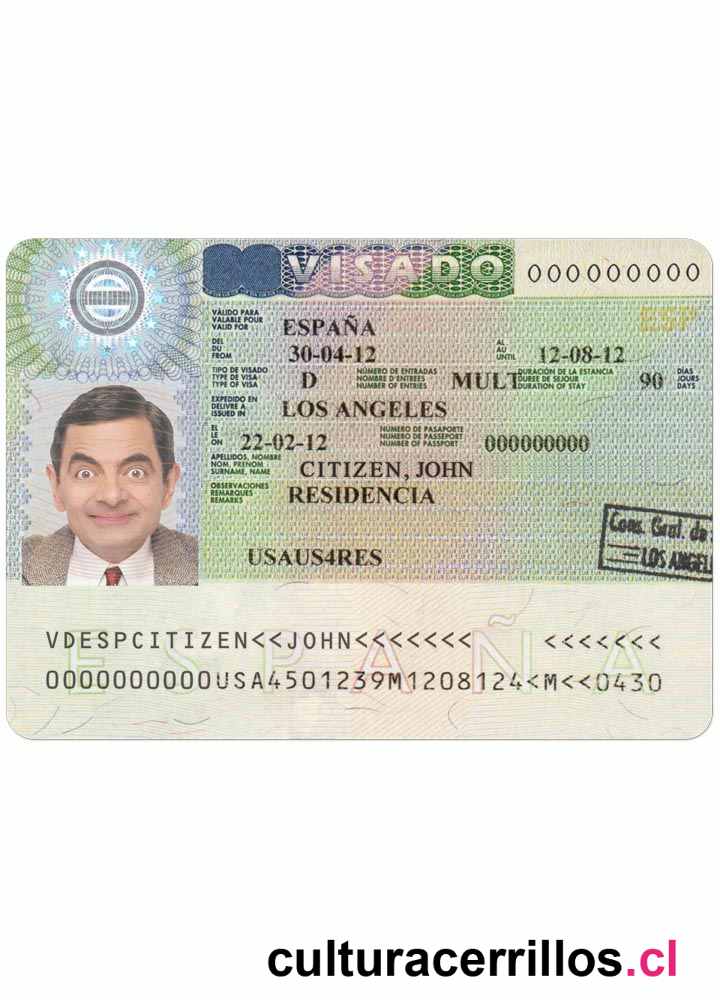 VISADO 000000000
VÁLIDO PARA
VALABLE POUR
VALID FOR
ESPAÑA
ESP
DEL
DU
FROM
30-04-12
AL
AU
UNTIL
12-08-12
TIPO DE VISADO
TYPE DE VISA
TYPE OF VISA
D
NÚMERO DE ENTRADAS
NOMBRE D'ENTREES
NUMBER OF ENTRIES
MULT
DURACIÓN DE LA ESTANCIA
DUREE DE SEJOUR
DURATION OF STAY
90
DIAS
JOURS
DAYS
EXPEDIDO EN
DELIVRE A
ISSUED IN
LOS ANGELES
EL
LE
ON
22-02-12
NUMERO DE PASAPORTE
NUMERO DE PASSEPORT
NUMBER OF PASSPORT
000000000
APELLIDOS, NOMBRE
NOM, PRENOM
SURNAME, NAME
CITIZEN, JOHN
OBSERVACIONES
REMARQUES
REMARKS
RESIDENCIA
Cons. Gral. de
LOS ANGEL
USAUS4RES
VDESPCITIZEN<<JOHN<<<<<<< <<<<<<<
ESPAÑA
0000000000USA4501239M1208124<M<<0430
culturacerrillos.cl